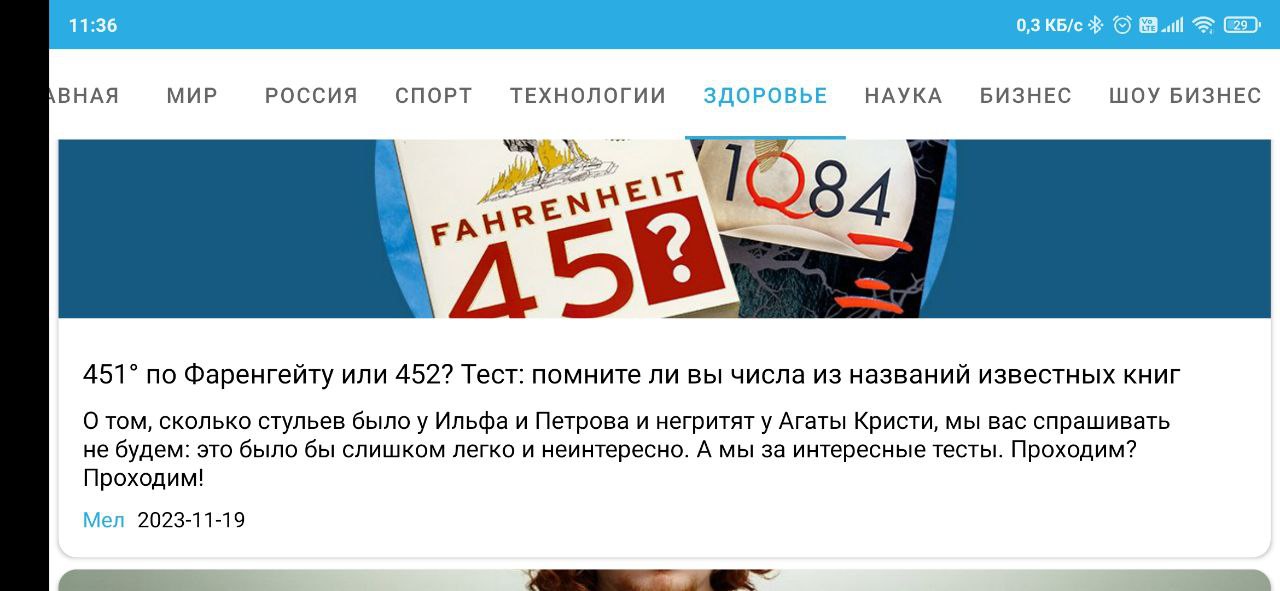 11:36 0,3 КБ/с 29
АВНАЯ МИР РОССИЯ СПОРТ ТЕХНОЛОГИИ ЗДОРОВЬЕ НАУКА БИЗНЕС ШОУ БИЗНЕС
FAHRENHEIT
45?
1Q84
451° по Фаренгейту или 452? Тест: помните ли вы числа из названий известных книг
О том, сколько стульев было у Ильфа и Петрова и негритят у Агаты Кристи, мы вас спрашивать
не будем: это было бы слишком легко и неинтересно. А мы за интересные тесты. Проходим?
Проходим!
Мел 2023-11-19